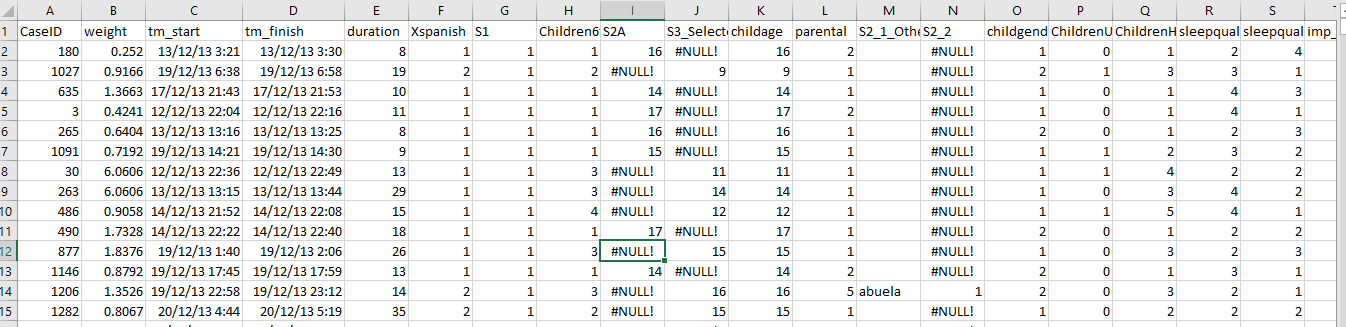 A B C D E F G H I J K L M N O P Q R S
1 CaseID weight tm_start tm_finish duration Xspanish S1 Children6 S2A S3_Selecte childage parental S2_1_Othe S2_2 childgend ChildrenU ChildrenH sleepqual sleepqual imp_
2 180 0.252 13/12/13 3:21 13/12/13 3:30 8 1 1 1 16 #NULL! 16 2 #NULL! 1 0 1 2 4
3 1027 0.9166 19/12/13 6:38 19/12/13 6:58 19 2 1 2 #NULL! 9 9 1 #NULL! 2 1 3 3 1
4 635 1.3663 17/12/13 21:43 17/12/13 21:53 10 1 1 1 14 #NULL! 14 1 #NULL! 1 0 1 4 3
5 3 0.4241 12/12/13 22:04 12/12/13 22:16 11 1 1 1 17 #NULL! 17 2 #NULL! 1 0 1 4 1
6 265 0.6404 13/12/13 13:16 13/12/13 13:25 8 1 1 1 16 #NULL! 16 1 #NULL! 2 0 1 2 3
7 1091 0.7192 19/12/13 14:21 19/12/13 14:30 9 1 1 1 15 #NULL! 15 1 #NULL! 1 1 2 3 2
8 30 6.0606 12/12/13 22:36 12/12/13 22:49 13 1 1 3 #NULL! 11 11 1 #NULL! 1 1 4 2 2
9 263 6.0606 13/12/13 13:15 13/12/13 13:44 29 1 1 3 #NULL! 14 14 1 #NULL! 1 0 3 4 2
10 486 0.9058 14/12/13 21:52 14/12/13 22:08 15 1 1 4 #NULL! 12 12 1 #NULL! 1 1 5 4 1
11 490 1.7328 14/12/13 22:22 14/12/13 22:40 18 1 1 1 17 #NULL! 17 1 #NULL! 2 0 1 2 2
12 877 1.8376 19/12/13 1:40 19/12/13 2:06 26 1 1 3 #NULL! 15 15 1 #NULL! 1 0 3 2 3
13 1146 0.8792 19/12/13 17:45 19/12/13 17:59 13 1 1 1 14 #NULL! 14 2 #NULL! 2 0 1 3 1
14 1206 1.3526 19/12/13 22:58 19/12/13 23:12 14 2 1 3 #NULL! 16 16 5 abuela 1 2 0 3 2 1
15 1282 0.8067 20/12/13 4:44 20/12/13 5:19 35 2 1 2 #NULL! 15 15 1 #NULL! 1 0 2 2 2